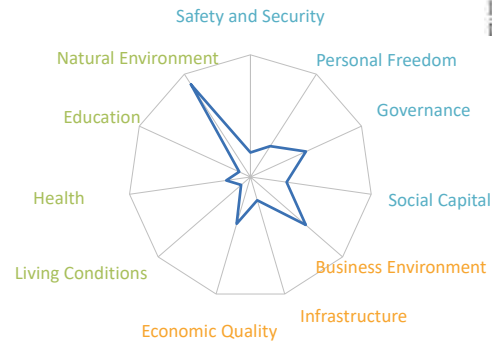 Safety and Security
Natural Environment
Personal Freedom
Governance
Education
Health
Social Capital
Living Conditions
Business Environment
Infrastructure
Economic Quality